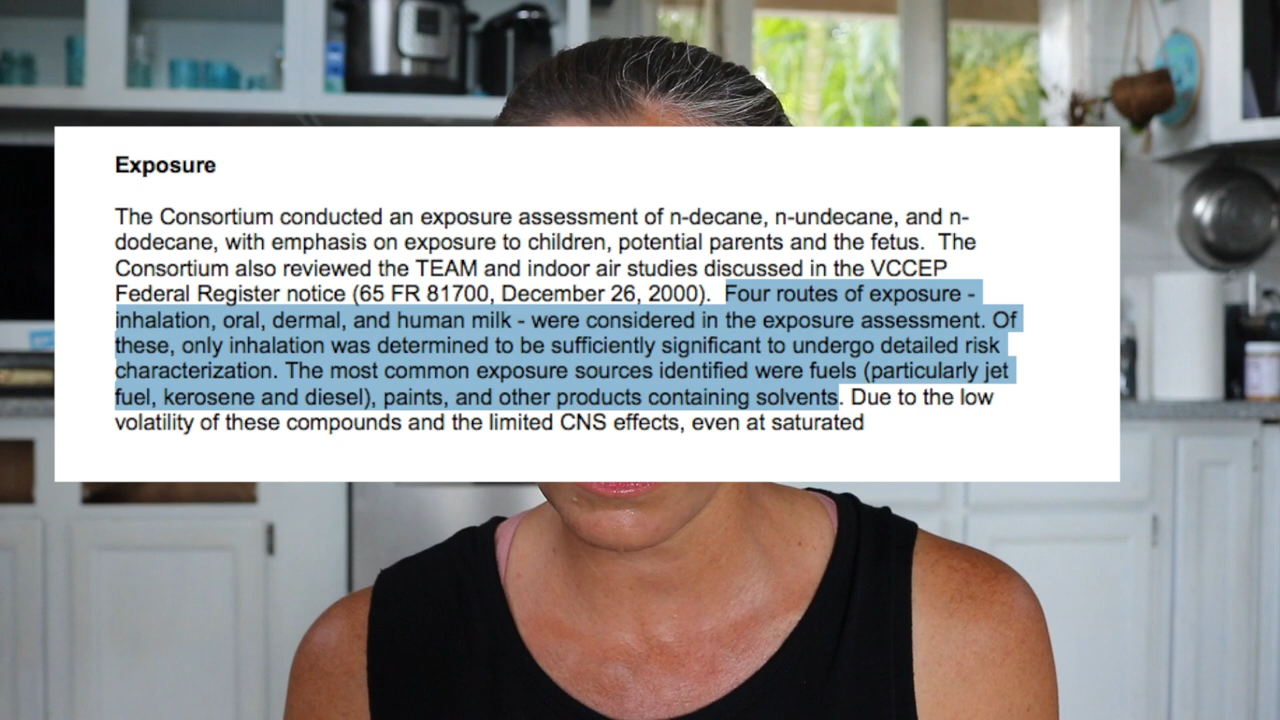 Exposure
The Consortium conducted an exposure assessment of n-decane, n-undecane, and n-
dodecane, with emphasis on exposure to children, potential parents and the fetus.  The
Consortium also reviewed the TEAM and indoor air studies discussed in the VCCEP
Federal Register notice (65 FR 81700, December 26, 2000).  Four routes of exposure -
inhalation, oral, dermal, and human milk - were considered in the exposure assessment. Of
these, only inhalation was determined to be sufficiently significant to undergo detailed risk
characterization. The most common exposure sources identified were fuels (particularly jet
fuel, kerosene and diesel), paints, and other products containing solvents. Due to the low
volatility of these compounds and the limited CNS effects, even at saturated